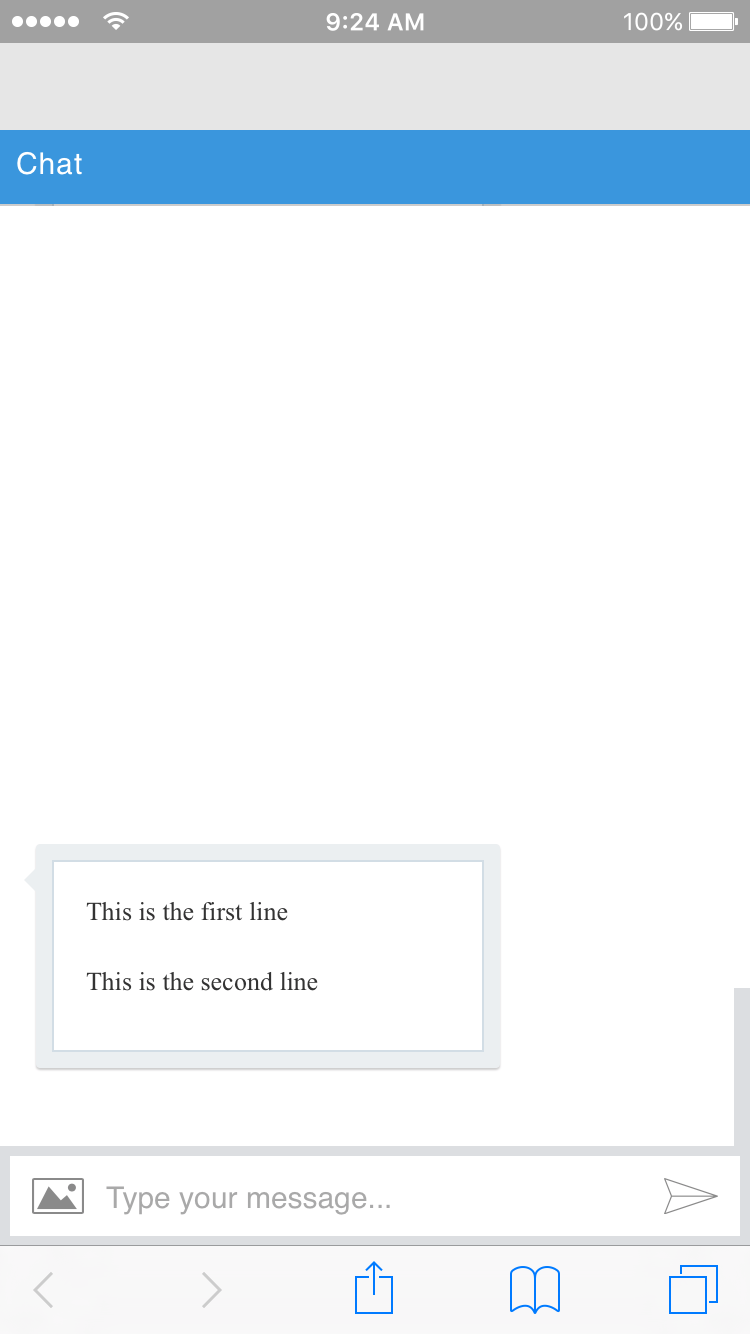 9:24 AM 100%
Chat
This is the first line
This is the second line
Type your message...